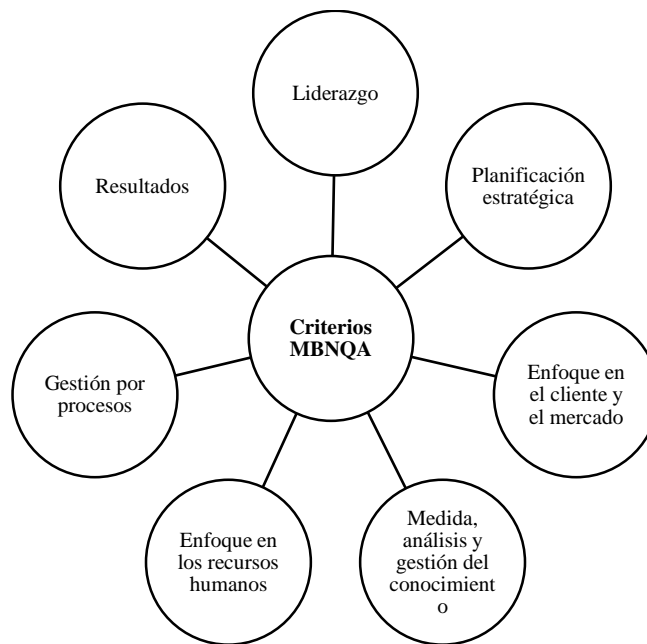 Liderazgo
Planificación
estratégica
Enfoque en
el cliente y
el mercado
Medida,
análisis y
gestión del
conocimient
o
Enfoque en
los recursos
humanos
Gestión por
procesos
Resultados
Criterios
MBNQA